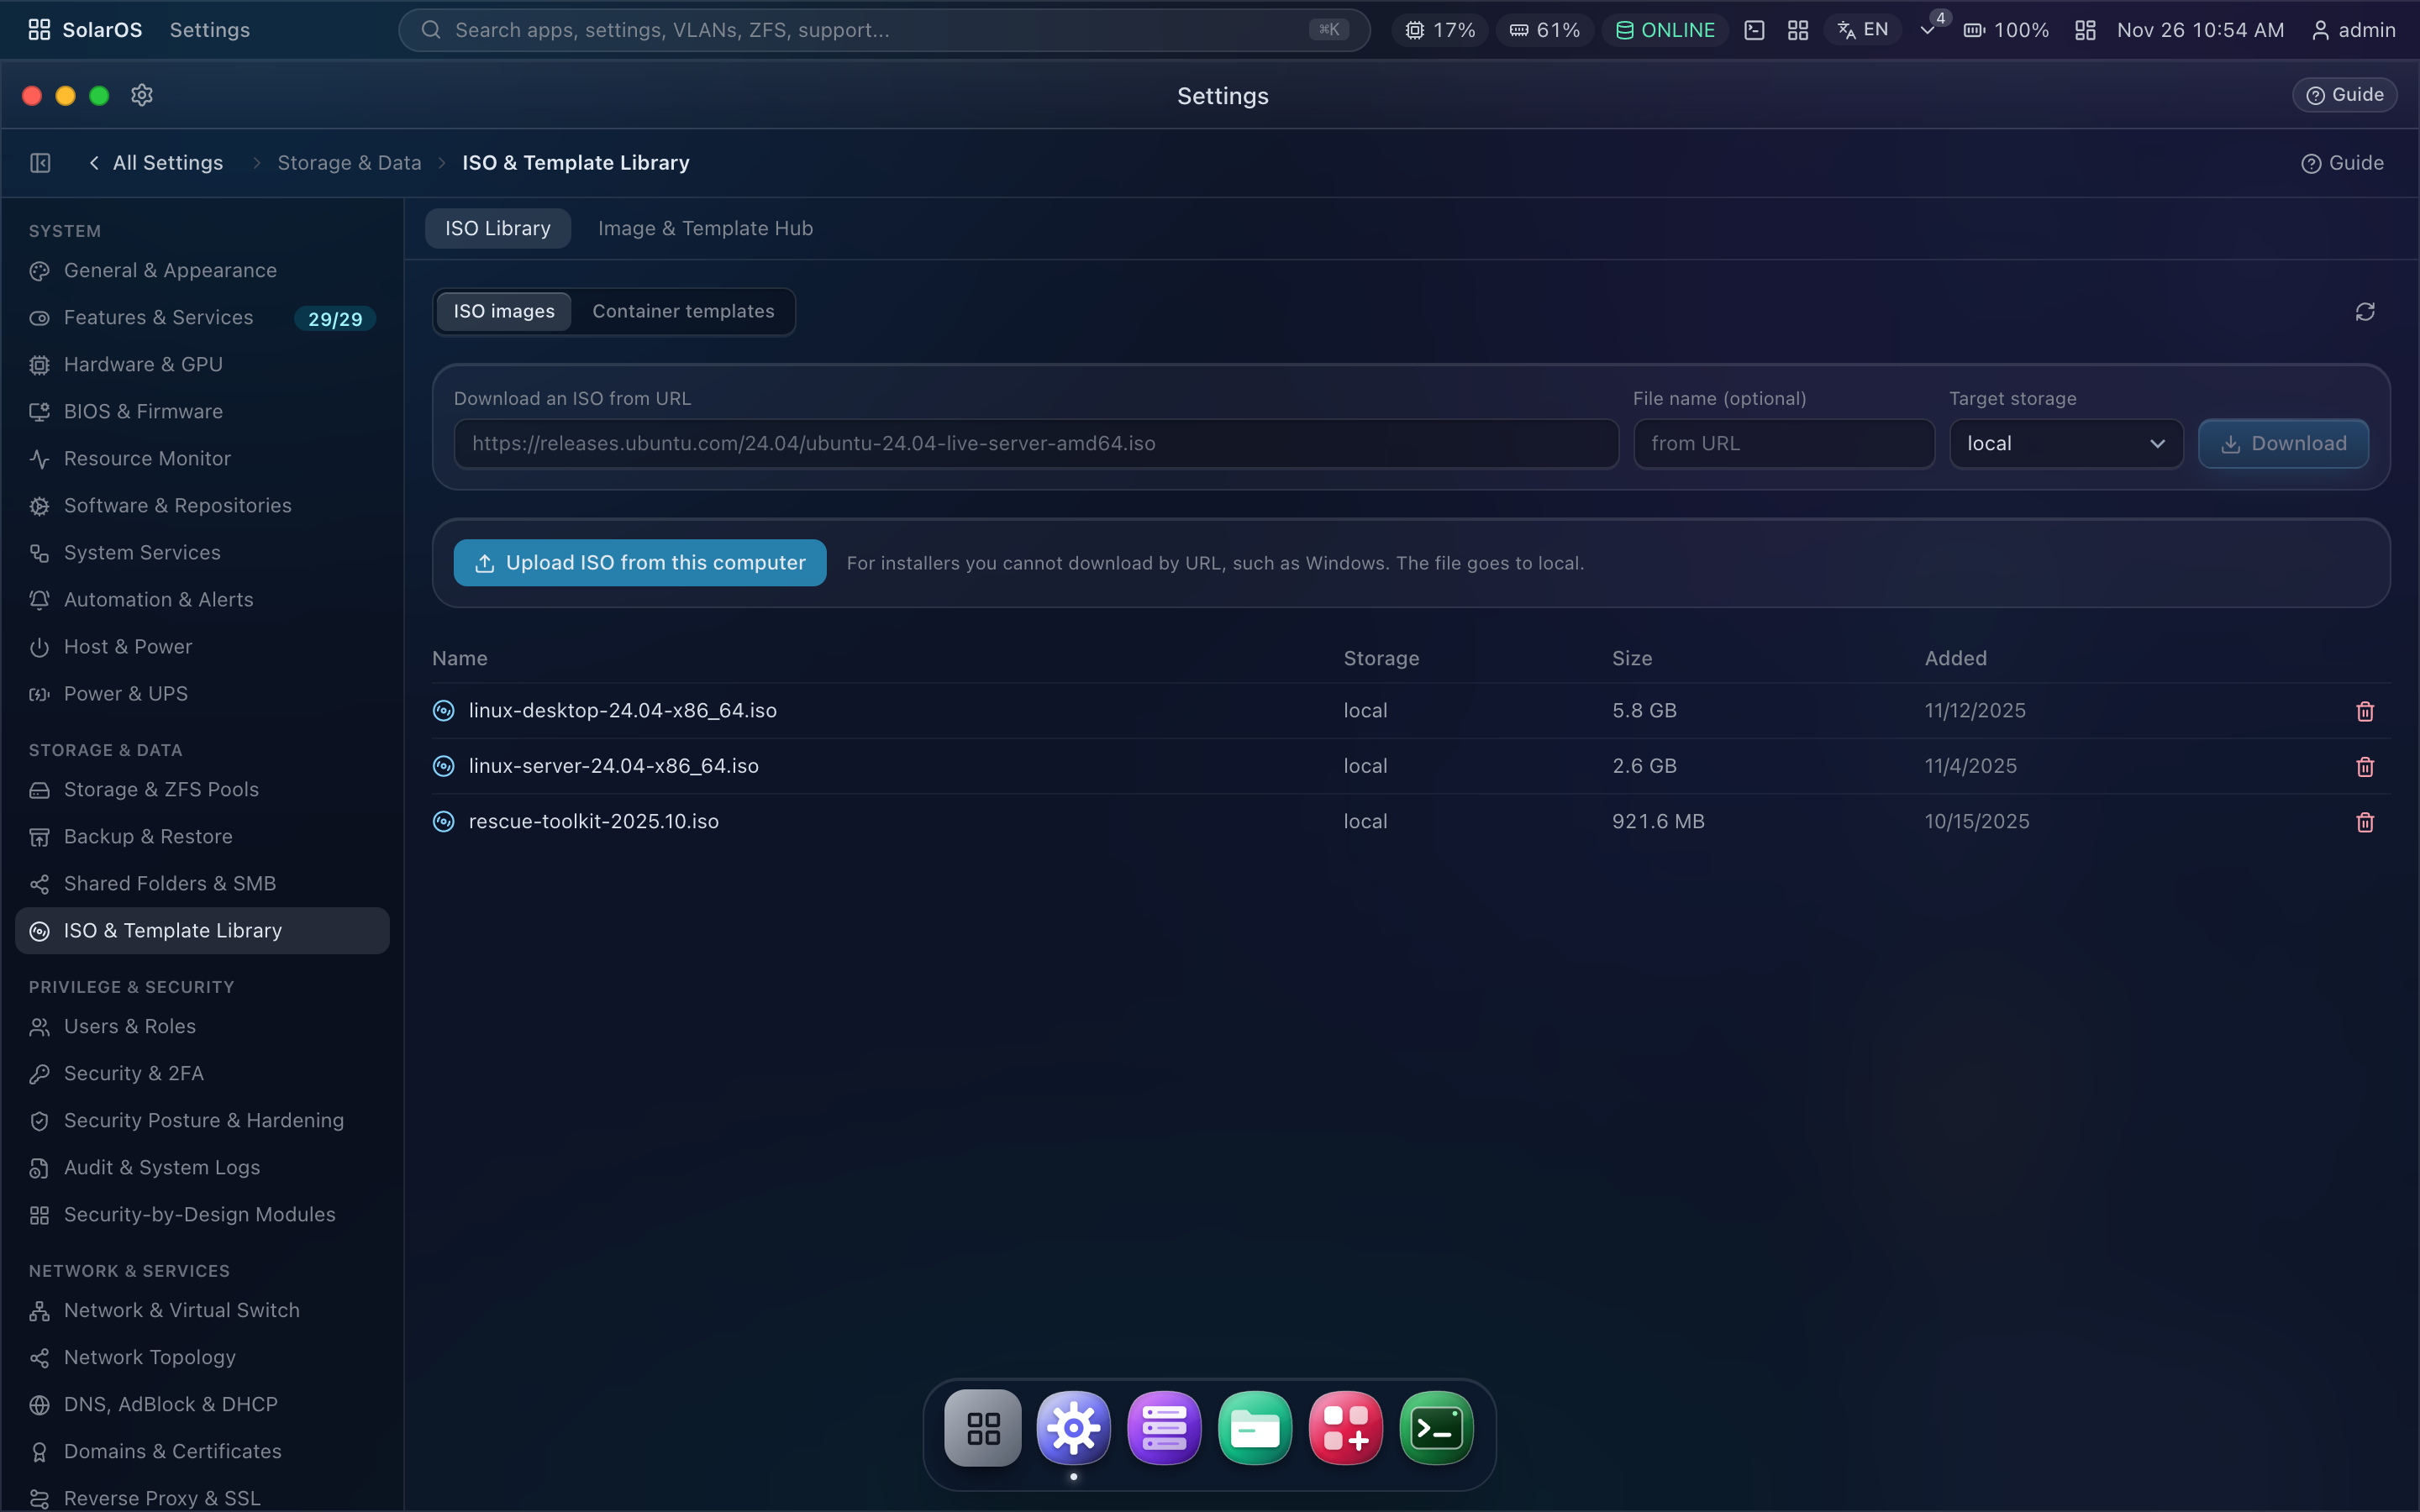 SolarOS Settings Search apps, settings, VLANs, ZFS, support... ⌘K 17% 61% ONLINE EN 4 100% Nov 26 10:54 AM admin
Settings Guide
All Settings Storage & Data ISO & Template Library Guide
SYSTEM
General & Appearance
Features & Services 29/29
Hardware & GPU
BIOS & Firmware
Resource Monitor
Software & Repositories
System Services
Automation & Alerts
Host & Power
Power & UPS
STORAGE & DATA
Storage & ZFS Pools
Backup & Restore
Shared Folders & SMB
ISO & Template Library
PRIVILEGE & SECURITY
Users & Roles
Security & 2FA
Security Posture & Hardening
Audit & System Logs
Security-by-Design Modules
NETWORK & SERVICES
Network & Virtual Switch
Network Topology
DNS, AdBlock & DHCP
Domains & Certificates
Reverse Proxy & SSL
ISO Library Image & Template Hub
ISO images Container templates
Download an ISO from URL File name (optional) Target storage
https://releases.ubuntu.com/24.04/ubuntu-24.04-live-server-amd64.iso from URL local Download
Upload ISO from this computer For installers you cannot download by URL, such as Windows. The file goes to local.
Name Storage Size Added
linux-desktop-24.04-x86_64.iso local 5.8 GB 11/12/2025
linux-server-24.04-x86_64.iso local 2.6 GB 11/4/2025
rescue-toolkit-2025.10.iso local 921.6 MB 10/15/2025